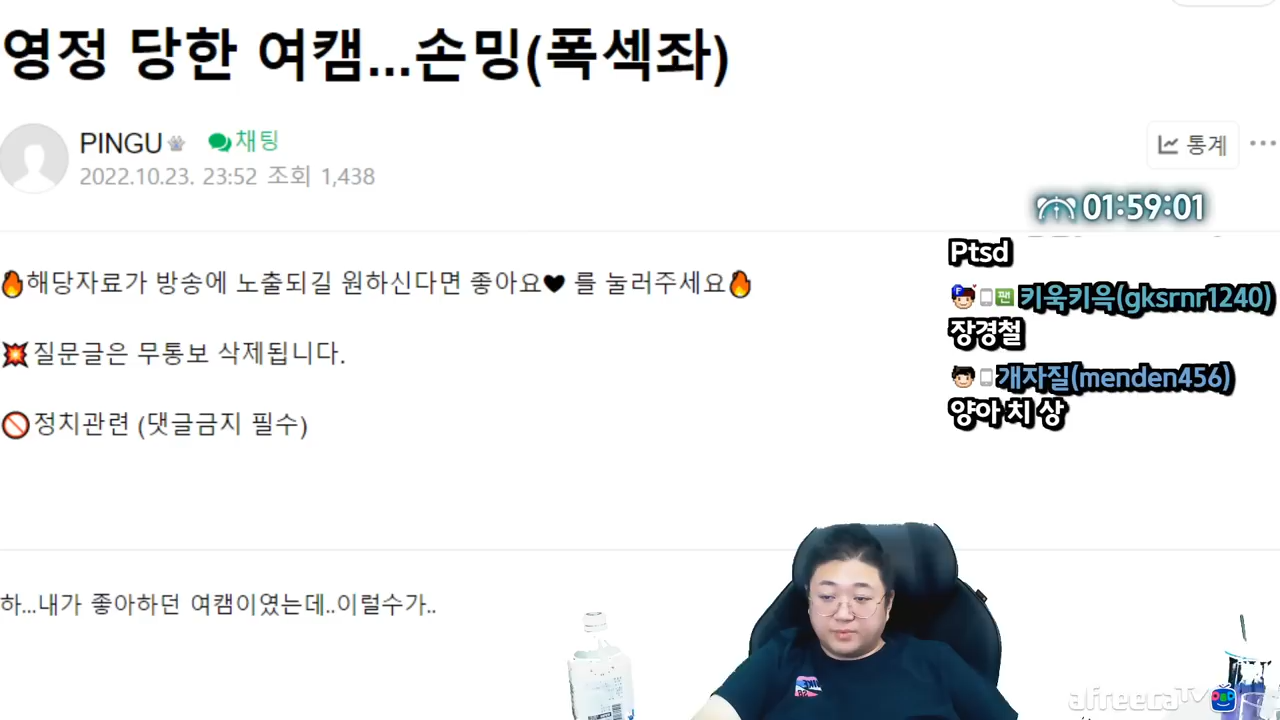 영정 당한 여캠...손밍(폭섹좌)
PINGU 채팅
2022.10.23. 23:52 조회 1,438
통계
01:59:01
🔥해당자료가 방송에 노출되길 원하신다면 좋아요🖤 를 눌러주세요🔥
💥질문글은 무통보 삭제됩니다.
🚫정치관련 (댓글금지 필수)
Ptsd
키욱키윽(gksrnr1240)
장경철
개자질(menden456)
양아 치 상
하...내가 좋아하던 여캠이였는데..이럴수가..
afreecaTV